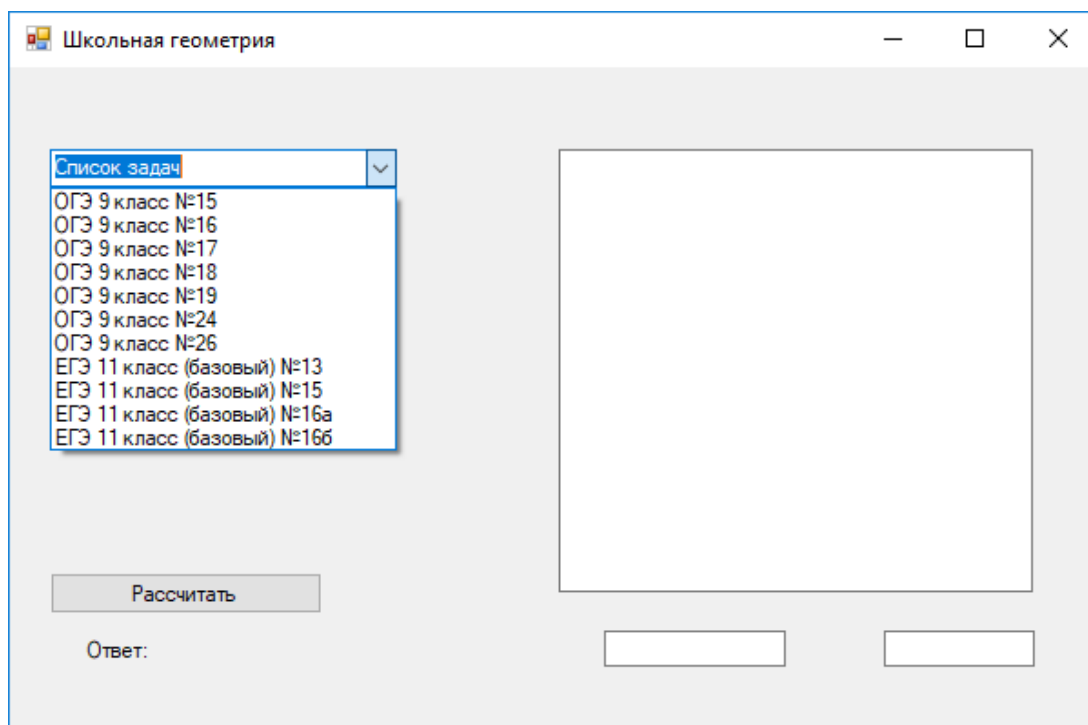 Школьная геометрия
Список задач
ОГЭ 9 класс №15
ОГЭ 9 класс №16
ОГЭ 9 класс №17
ОГЭ 9 класс №18
ОГЭ 9 класс №19
ОГЭ 9 класс №24
ОГЭ 9 класс №26
ЕГЭ 11 класс (базовый) №13
ЕГЭ 11 класс (базовый) №15
ЕГЭ 11 класс (базовый) №16а
ЕГЭ 11 класс (базовый) №16б
Рассчитать
Ответ: